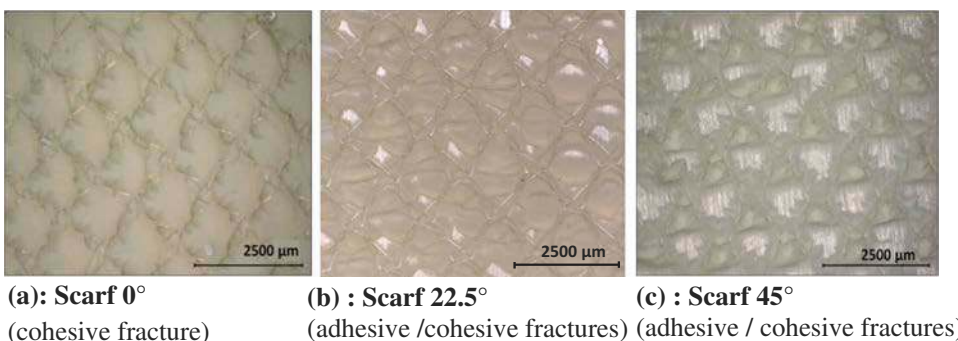 2500 µm
2500 µm
2500 µm
(a): Scarf 0°
(b) : Scarf 22.5°
(c) : Scarf 45°
(cohesive fracture)
(adhesive /cohesive fractures)
(adhesive / cohesive fractures)